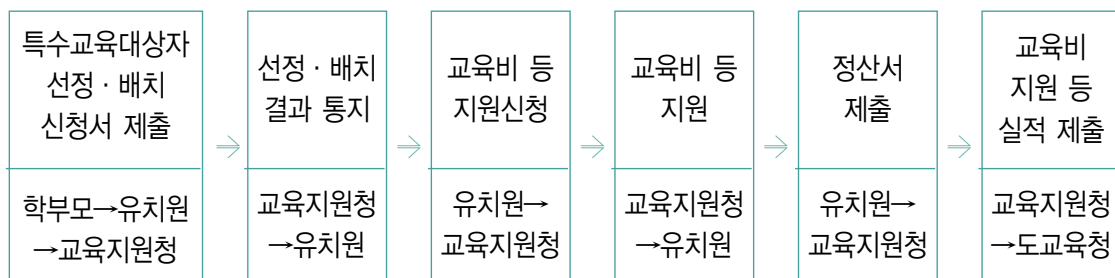 특수교육대상자
선정 · 배치
신청서 제출
학부모→유치원
→교육지원청
⇒
선정 · 배치
결과 통지
교육지원청
→유치원
⇒
교육비 등
지원신청
유치원→
교육지원청
⇒
교육비 등
지원
교육지원청
→유치원
⇒
정산서
제출
유치원→
교육지원청
⇒
교육비
지원 등
실적 제출
교육지원청
→도교육청